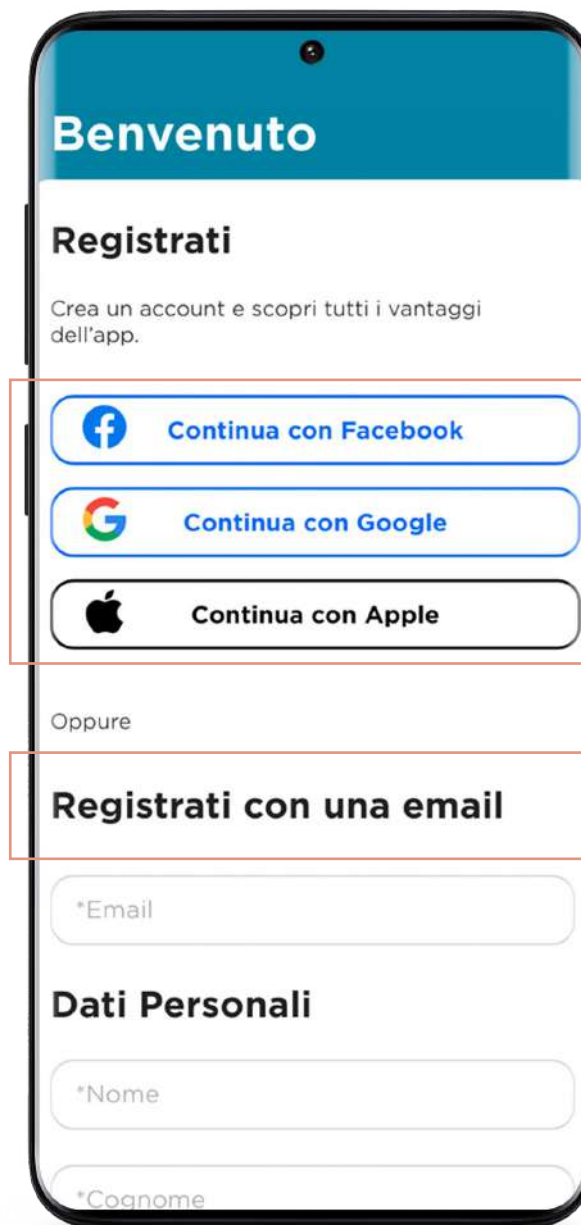 Benvenuto
Registrati
Crea un account e scopri tutti i vantaggi
dell'app.
Continua con Facebook
Continua con Google
Continua con Apple
Oppure
Registrati con una email
*Email
Dati Personali
*Nome
*Cognome